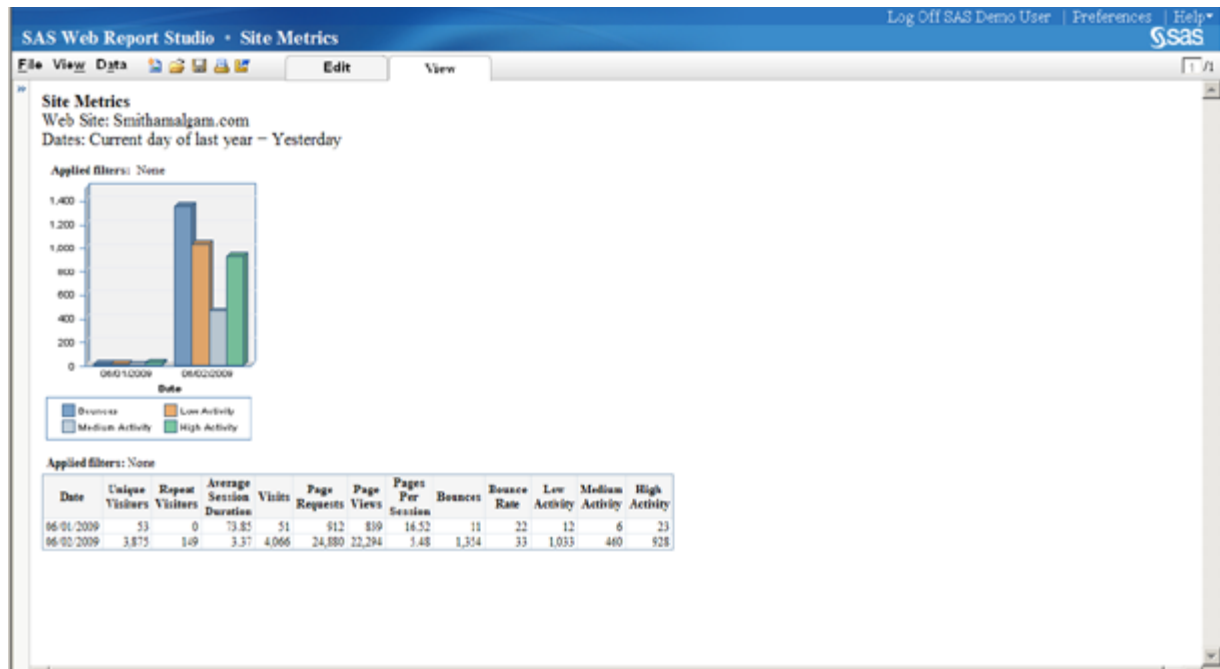 Log Off SAS Demo User | Preferences | Help
SAS Web Report Studio • Site Metrics
sas
File View Data Edit View 1 /1
Site Metrics
Web Site: Smithamalgam.com
Dates: Current day of last year − Yesterday
Applied filters: None
1,400
1,200
1,000
800
600
400
200
0
06/01/2009 06/02/2009
Date
Bounces Low Activity
Medium Activity High Activity
Applied filters: None
Date Unique Visitors Repeat Visitors Average Session Duration Visits Page Requests Page Views Pages Per Session Bounces Bounce Rate Low Activity Medium Activity High Activity
06/01/2009 53 0 73.85 51 912 839 16.52 11 22 12 6 23
06/02/2009 3,875 149 3.37 4,066 24,880 22,294 5.48 1,354 33 1,033 460 928